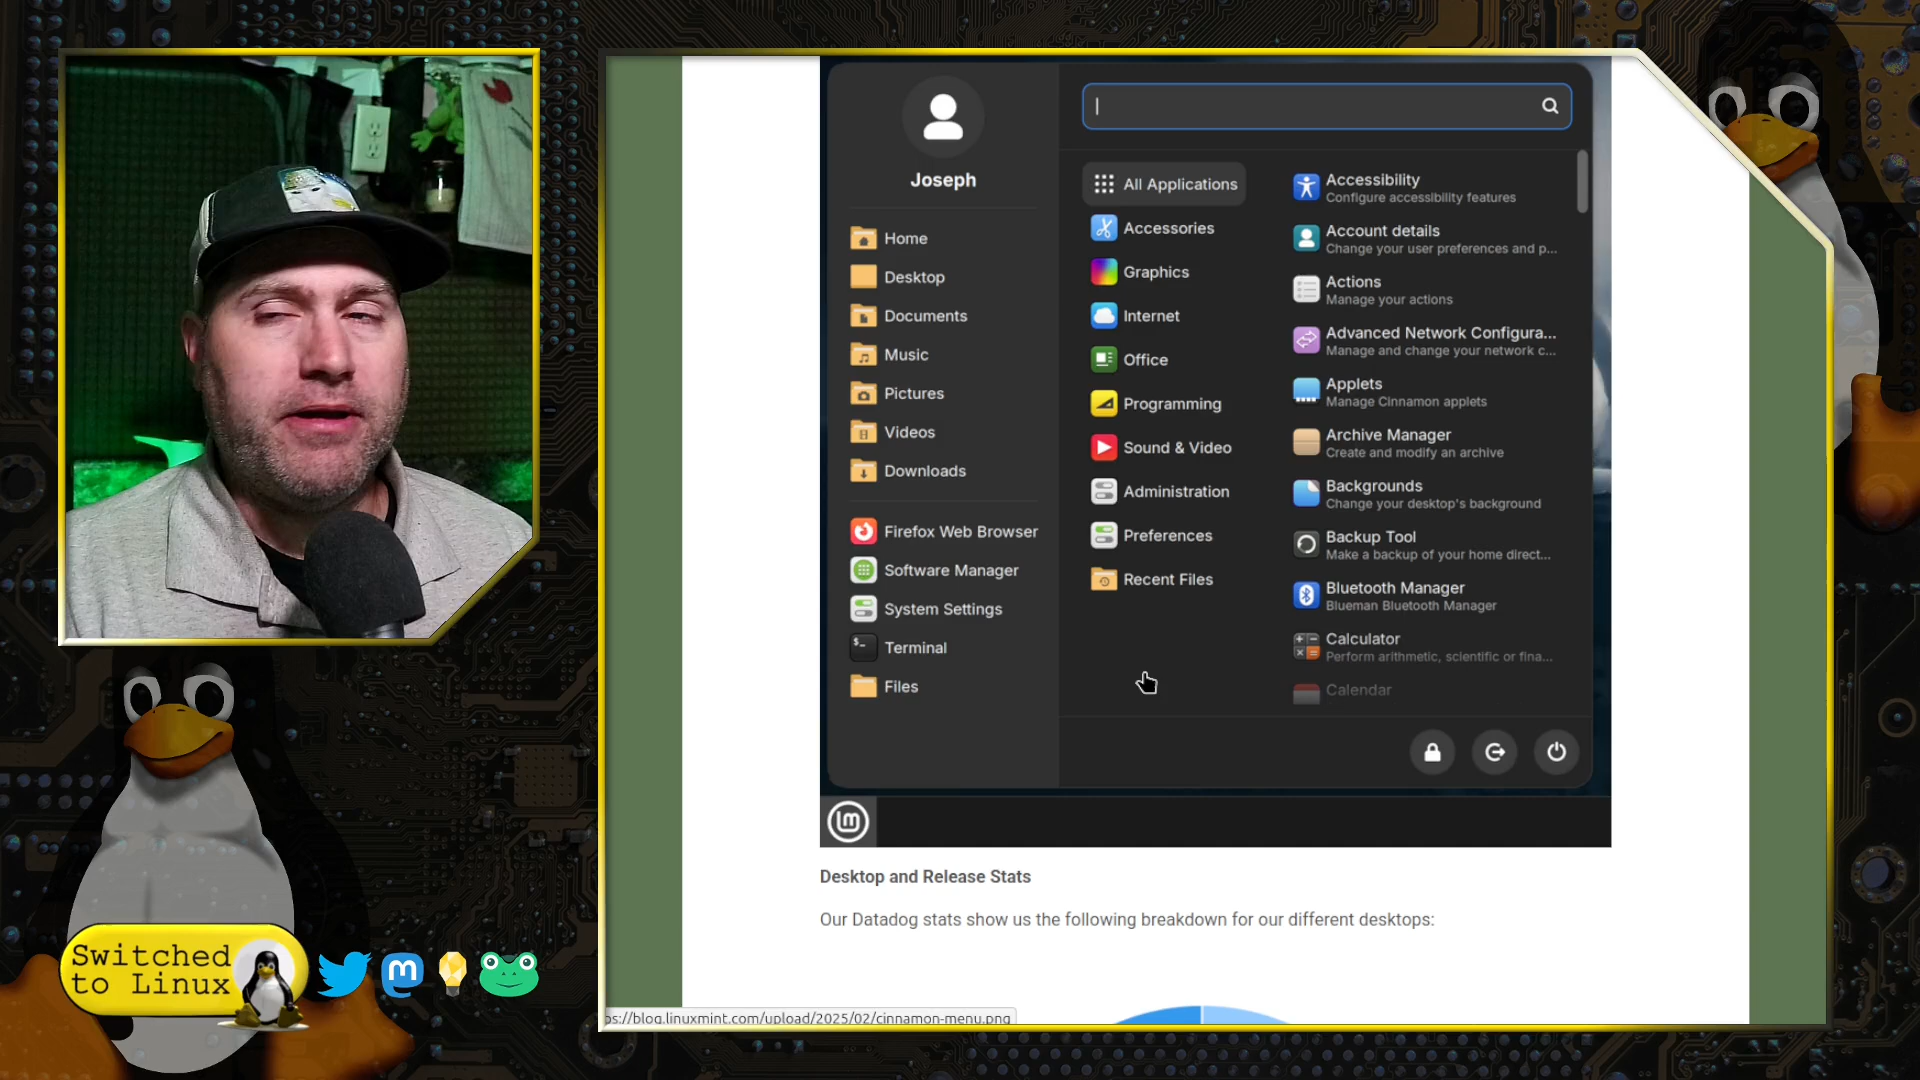 Joseph
Home
Desktop
Documents
Music
Pictures
Videos
Downloads
Firefox Web Browser
Software Manager
System Settings
Terminal
Files
All Applications
Accessories
Graphics
Internet
Office
Programming
Sound & Video
Administration
Preferences
Recent Files
Accessibility
Configure accessibility features
Account details
Change your user preferences and p...
Actions
Manage your actions
Advanced Network Configura...
Manage and change your network c...
Applets
Manage Cinnamon applets
Archive Manager
Create and modify an archive
Backgrounds
Change your desktop's background
Backup Tool
Make a backup of your home direct...
Bluetooth Manager
Blueman Bluetooth Manager
Calculator
Perform arithmetic, scientific or fina...
Calendar
Desktop and Release Stats
Our Datadog stats show us the following breakdown for our different desktops:
ps://blog.linuxmint.com/upload/2025/02/cinnamon-menu.png
Switched
to Linux